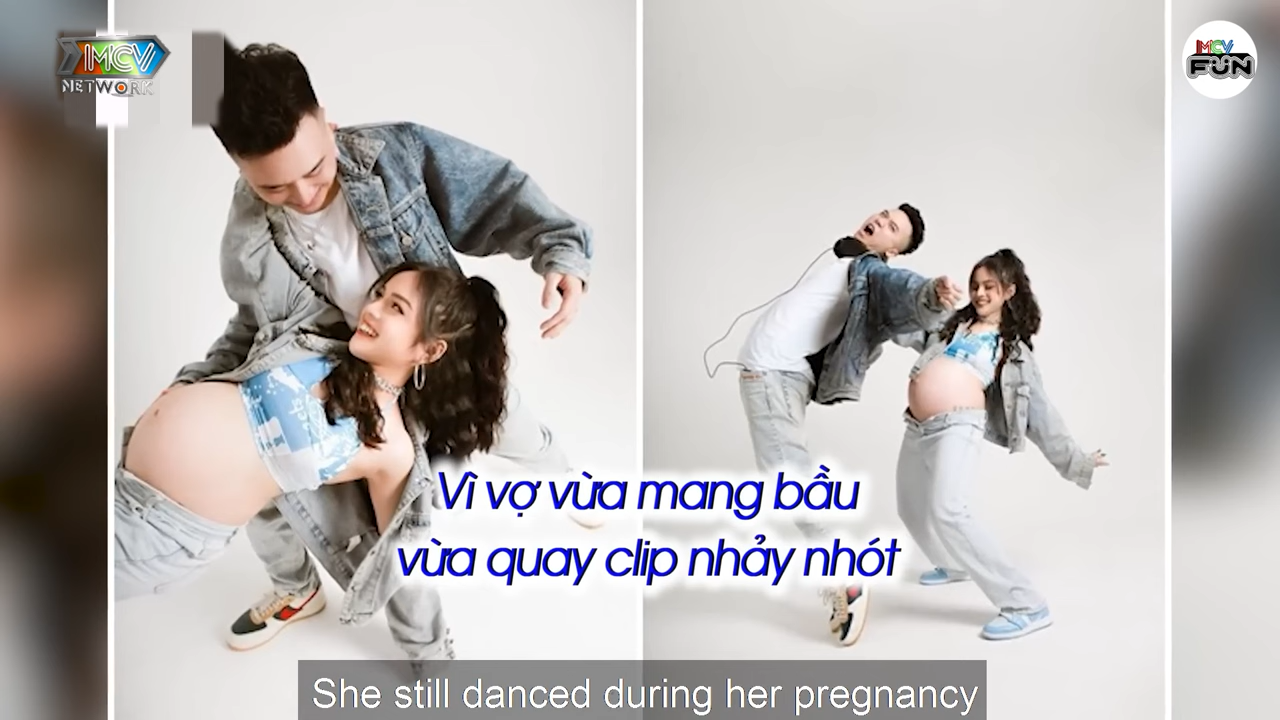 MCV
NETWORK
MCV
FUN
Vì vợ vừa mang bầu
vừa quay clip nhảy nhót
She still danced during her pregnancy